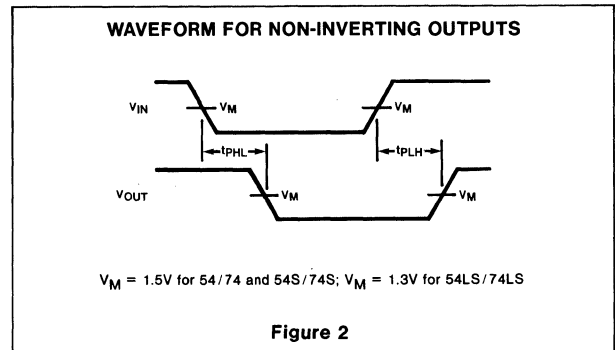 WAVEFORM FOR NON-INVERTING OUTPUTS
VIN
VM
VM
tPHL
tPLH
VOUT
VM
VM
VM = 1.5V for 54/74 and 54S/74S; VM = 1.3V for 54LS/74LS
Figure 2